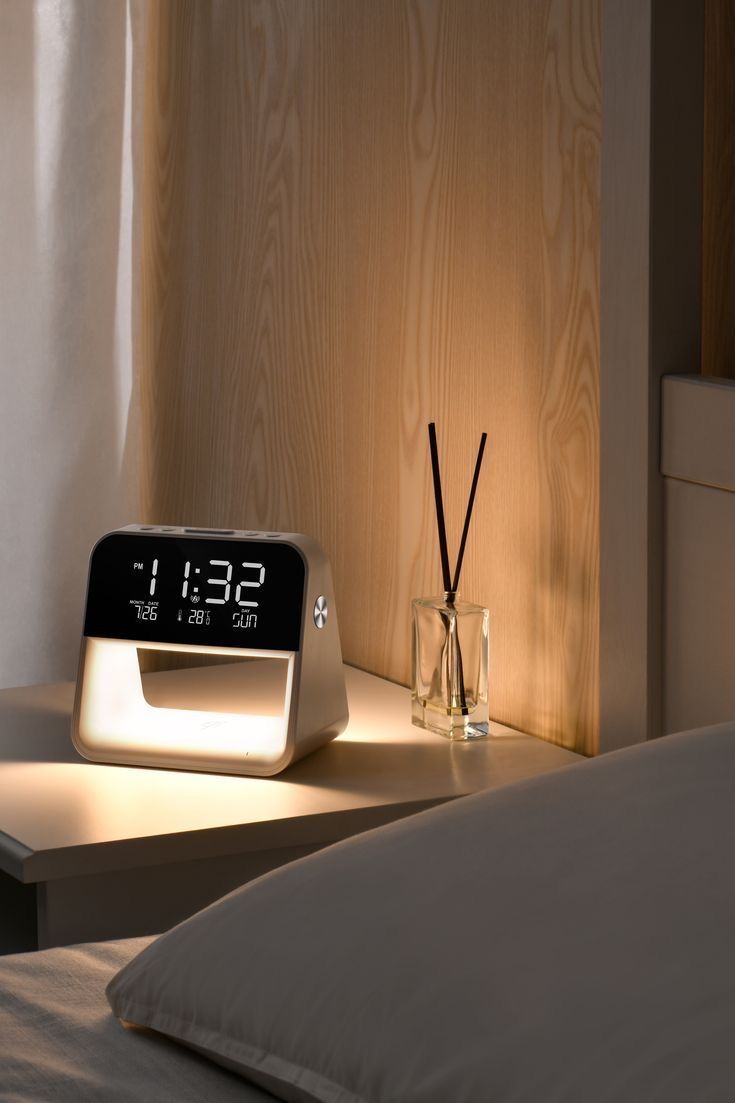 PM 11:32
MONTH DATE DAY
7/26 28°C SUN